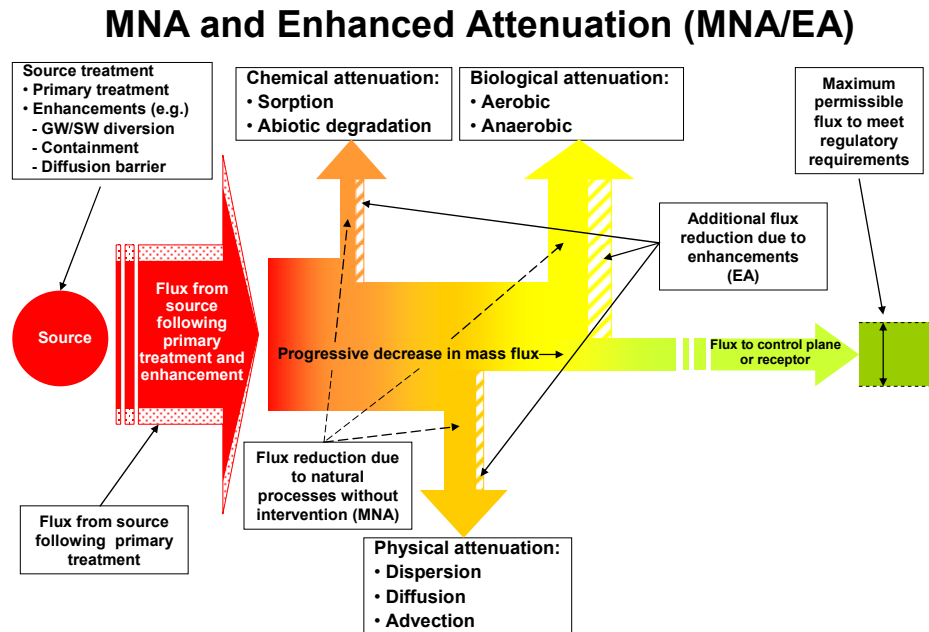 MNA and Enhanced Attenuation (MNA/EA)
Source treatment
• Primary treatment
• Enhancements (e.g.)
- GW/SW diversion
- Containment
- Diffusion barrier
Chemical attenuation:
• Sorption
• Abiotic degradation
Biological attenuation:
• Aerobic
• Anaerobic
Maximum
permissible
flux to meet
regulatory
requirements
Additional flux
reduction due to
enhancements
(EA)
Source
Flux from
source
following
primary
treatment and
enhancement
Progressive decrease in mass flux
Flux to control plane
or receptor
Flux reduction due
to natural
processes without
intervention (MNA)
Flux from source
following primary
treatment
Physical attenuation:
• Dispersion
• Diffusion
• Advection